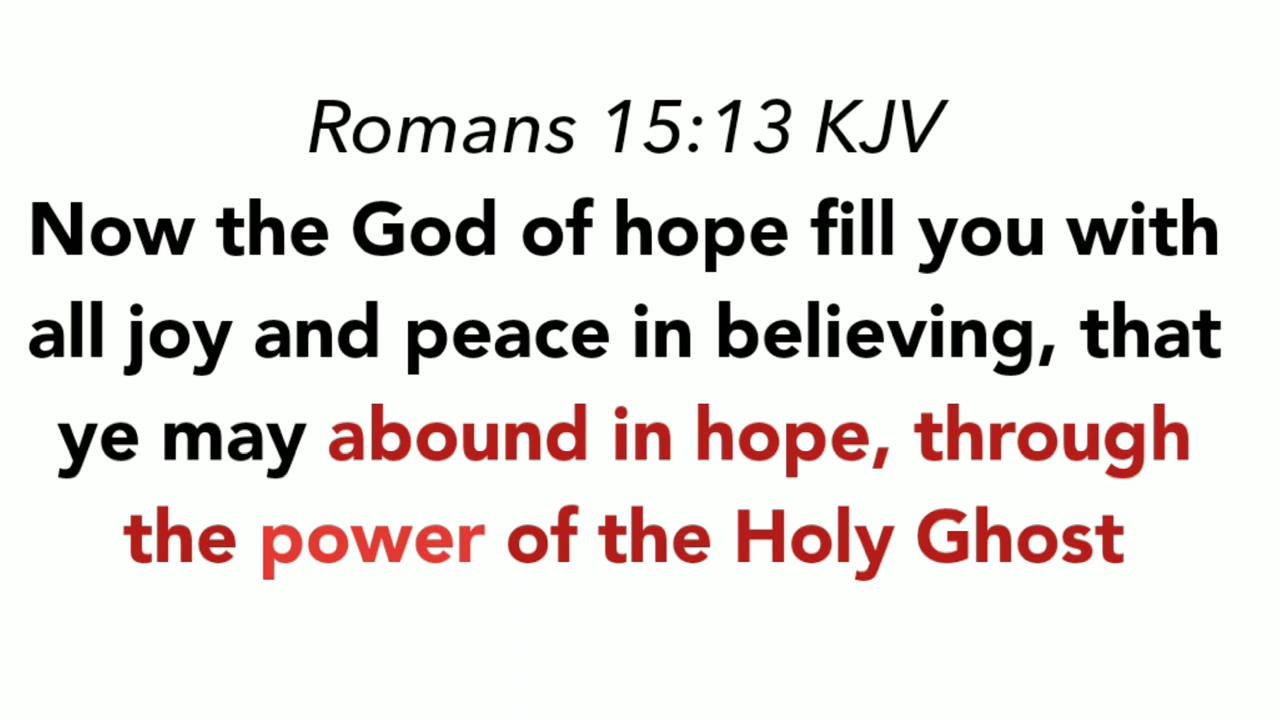 Romans 15:13 KJV
Now the God of hope fill you with
all joy and peace in believing, that
ye may abound in hope, through
the power of the Holy Ghost